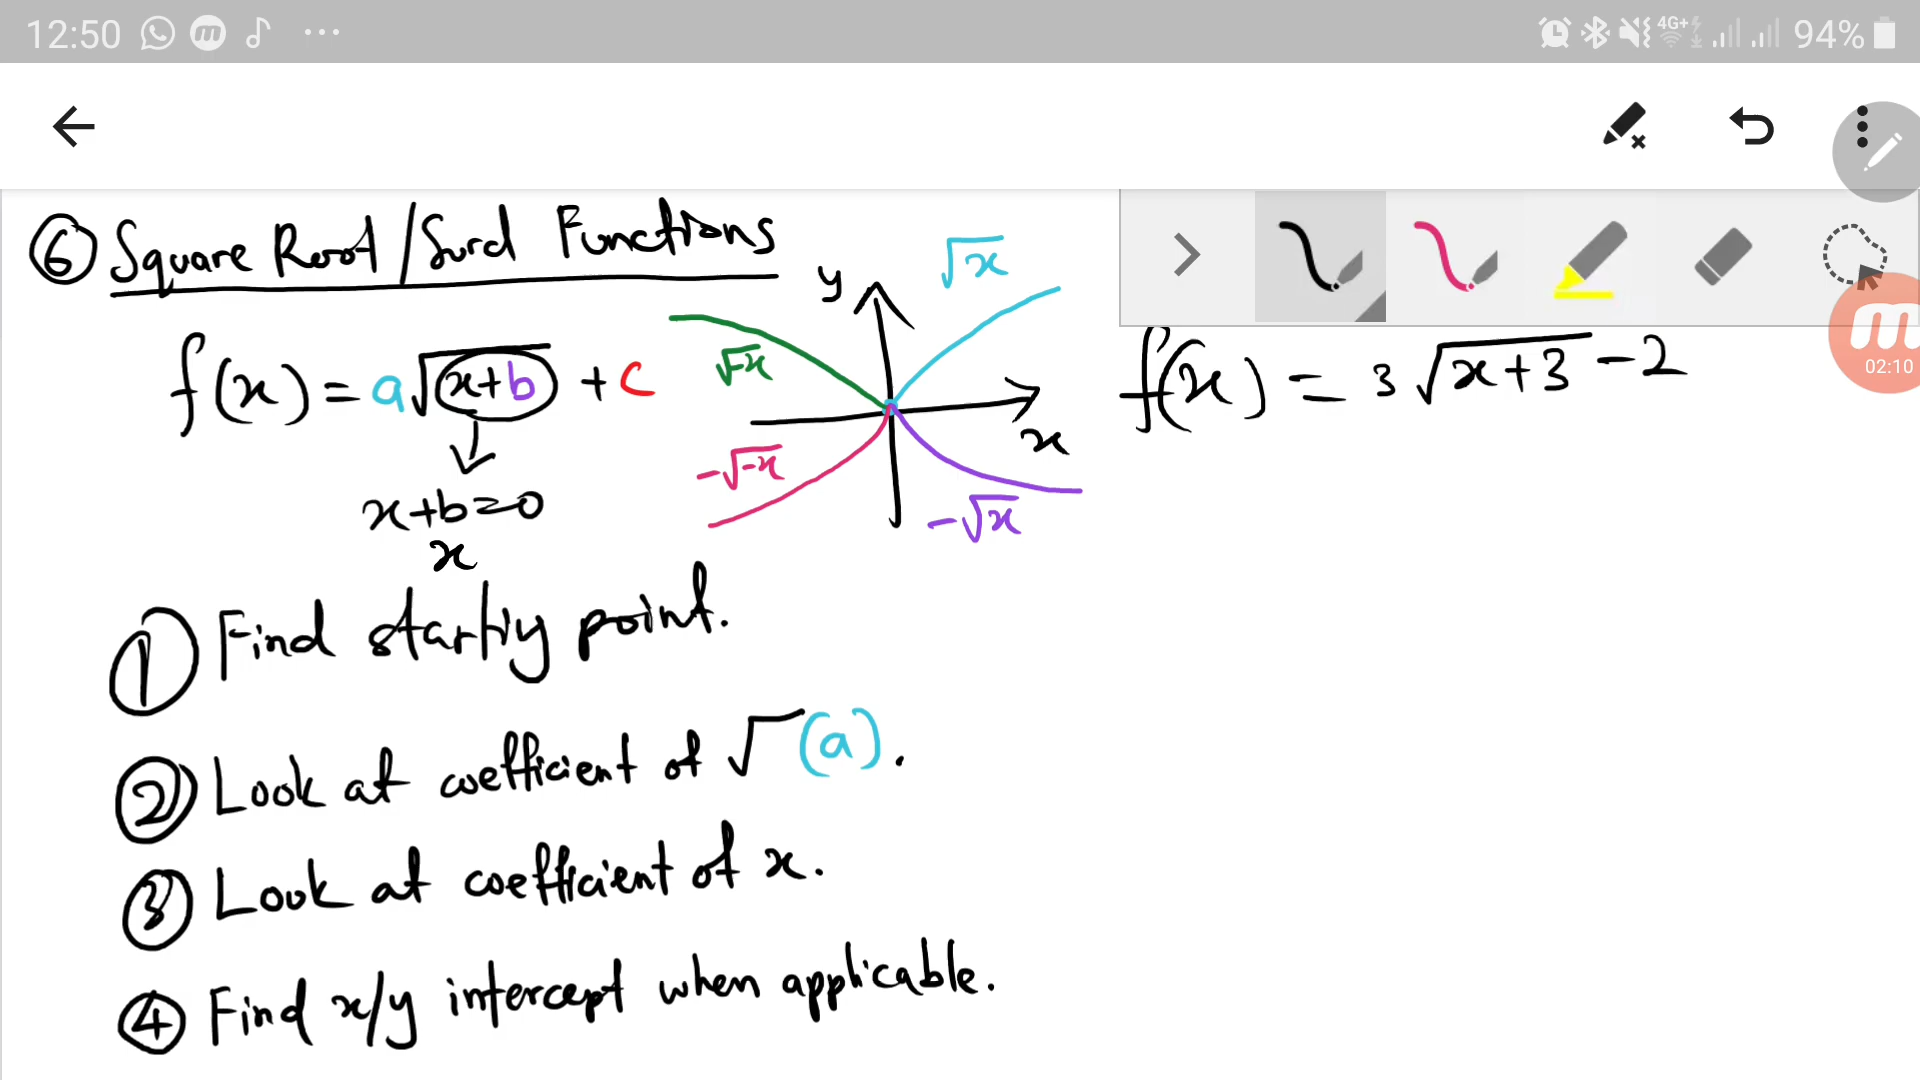 12:50 ... 4G+ 94%
⑥ Square Root / Surd Functions
f(x) = a√(x+b) + c
x+b=0
x
y
x
√x
√-x
-√-x
-√x
① Find starting point.
② Look at coefficient of √ (a).
③ Look at coefficient of x.
④ Find x/y intercept when applicable.
f(x) = 3√x+3 - 2
m
02:10